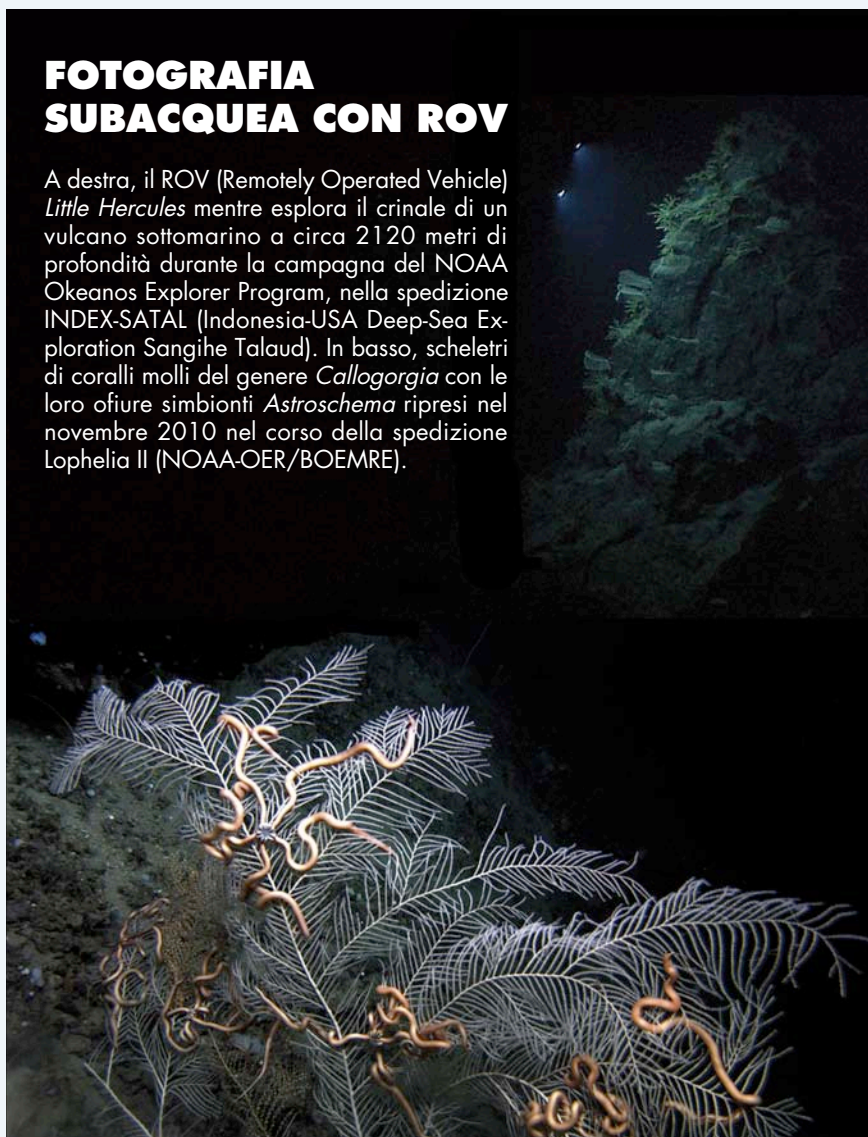 FOTOGRAFIA
SUBACQUEA CON ROV
A destra, il ROV (Remotely Operated Vehicle)
Little Hercules mentre esplora il crinale di un
vulcano sottomarino a circa 2120 metri di
profondità durante la campagna del NOAA
Okeanos Explorer Program, nella spedizione
INDEX-SATAL (Indonesia-USA Deep-Sea Ex-
ploration Sangihe Talaud). In basso, scheletri
di coralli molli del genere Callogorgia con le
loro ofiure simbionti Astroschema ripresi nel
novembre 2010 nel corso della spedizione
Lophelia II (NOAA-OER/BOEMRE).